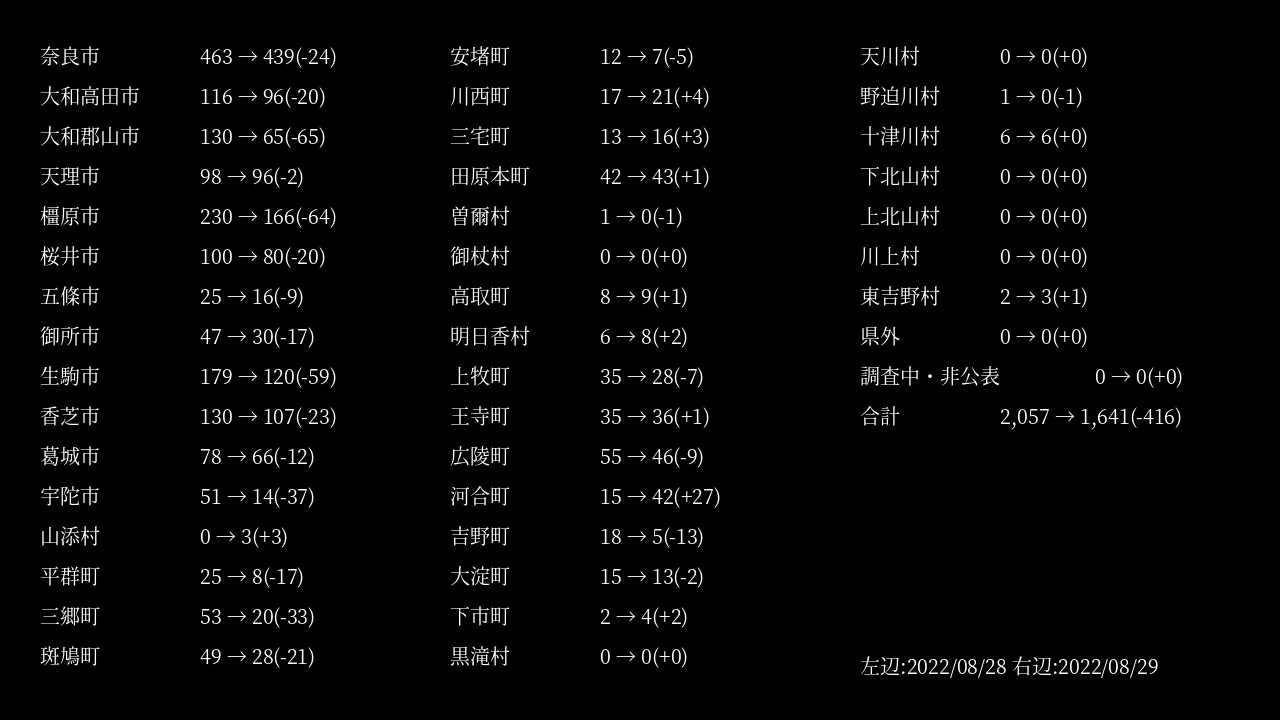 奈良市 463 → 439(-24)
大和高田市 116 → 96(-20)
大和郡山市 130 → 65(-65)
天理市 98 → 96(-2)
橿原市 230 → 166(-64)
桜井市 100 → 80(-20)
五條市 25 → 16(-9)
御所市 47 → 30(-17)
生駒市 179 → 120(-59)
香芝市 130 → 107(-23)
葛城市 78 → 66(-12)
宇陀市 51 → 14(-37)
山添村 0 → 3(+3)
平群町 25 → 8(-17)
三郷町 53 → 20(-33)
斑鳩町 49 → 28(-21)
安堵町 12 → 7(-5)
川西町 17 → 21(+4)
三宅町 13 → 16(+3)
田原本町 42 → 43(+1)
曽爾村 1 → 0(-1)
御杖村 0 → 0(+0)
高取町 8 → 9(+1)
明日香村 6 → 8(+2)
上牧町 35 → 28(-7)
王寺町 35 → 36(+1)
広陵町 55 → 46(-9)
河合町 15 → 42(+27)
吉野町 18 → 5(-13)
大淀町 15 → 13(-2)
下市町 2 → 4(+2)
黒滝村 0 → 0(+0)
天川村 0 → 0(+0)
野迫川村 1 → 0(-1)
十津川村 6 → 6(+0)
下北山村 0 → 0(+0)
上北山村 0 → 0(+0)
川上村 0 → 0(+0)
東吉野村 2 → 3(+1)
県外 0 → 0(+0)
調査中・非公表 0 → 0(+0)
合計 2,057 → 1,641(-416)
左辺:2022/08/28 右辺:2022/08/29